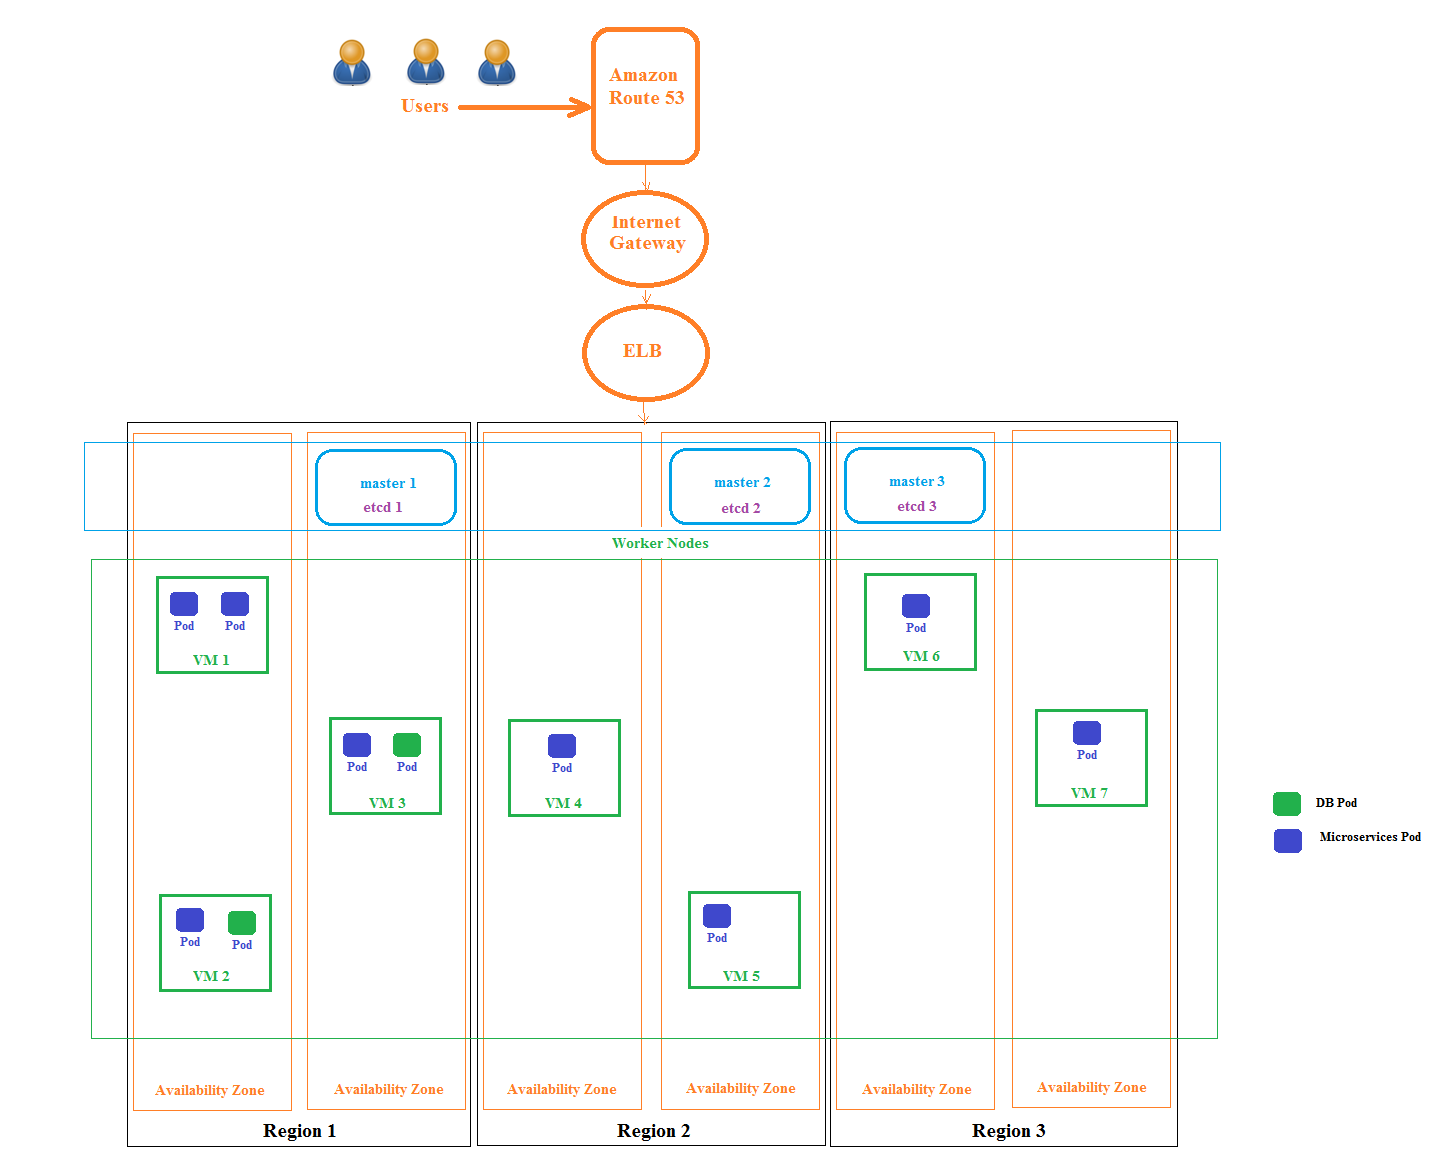 Amazon
Route 53
Users
Internet
Gateway
ELB
master 1
etcd 1
master 2
etcd 2
master 3
etcd 3
Worker Nodes
Pod
Pod
VM 1
Pod
VM 6
Pod
Pod
VM 3
Pod
VM 4
Pod
VM 7
DB Pod
Microservices Pod
Pod
Pod
VM 2
Pod
VM 5
Availability Zone
Availability Zone
Availability Zone
Availability Zone
Availability Zone
Availability Zone
Region 1
Region 2
Region 3